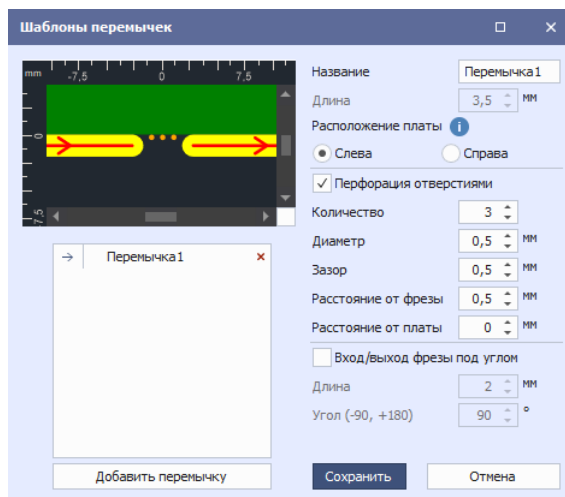 Шаблоны перемычек
mm
-7,5 0 7,5
0
-7,5
Перемычка1
Добавить перемычку
Название Перемычка1
Длина 3,5 мм
Расположение платы i
Слева Справа
Перфорация отверстиями
Количество 3
Диаметр 0,5 мм
Зазор 0,5 мм
Расстояние от фрезы 0,5 мм
Расстояние от платы 0 мм
Вход/выход фрезы под углом
Длина 2 мм
Угол (-90, +180) 90 °
Сохранить Отмена